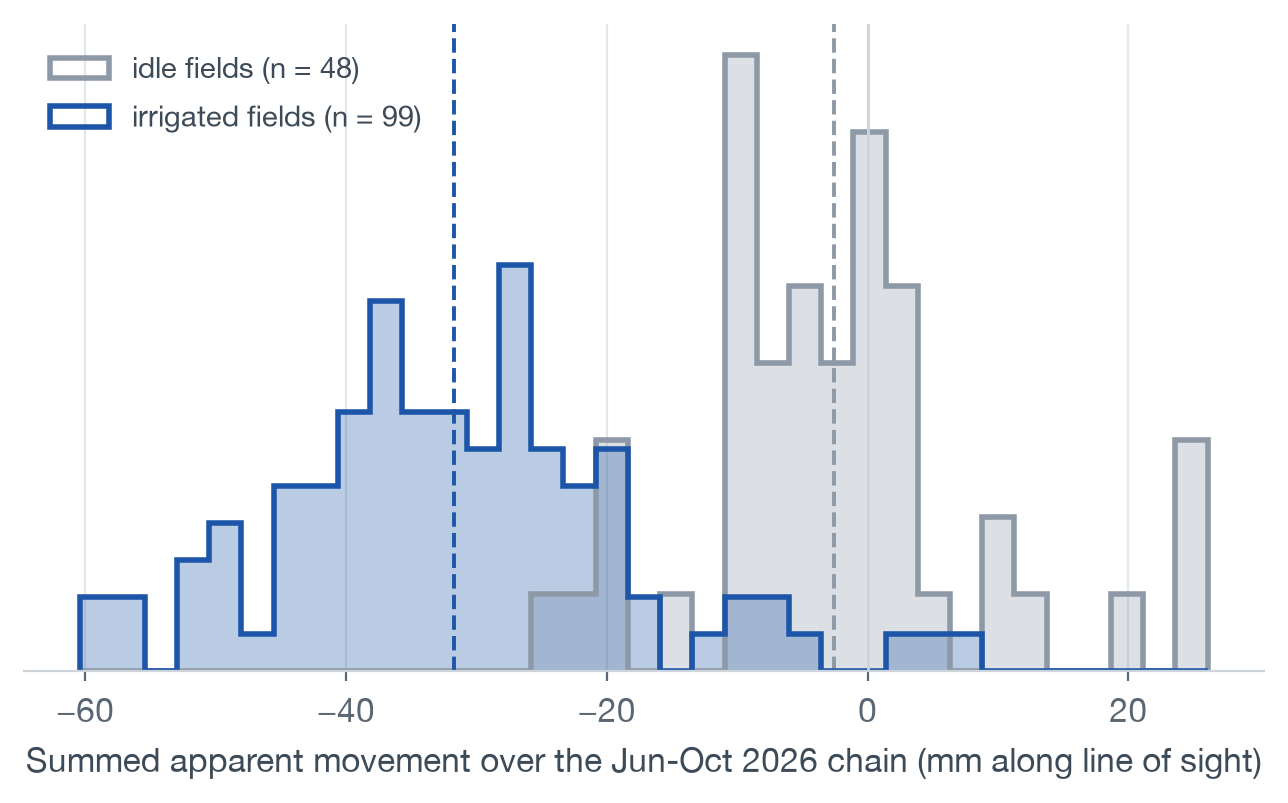 idle fields (n = 48)
irrigated fields (n = 99)
−60 −40 −20 0 20
Summed apparent movement over the Jun-Oct 2026 chain (mm along line of sight)